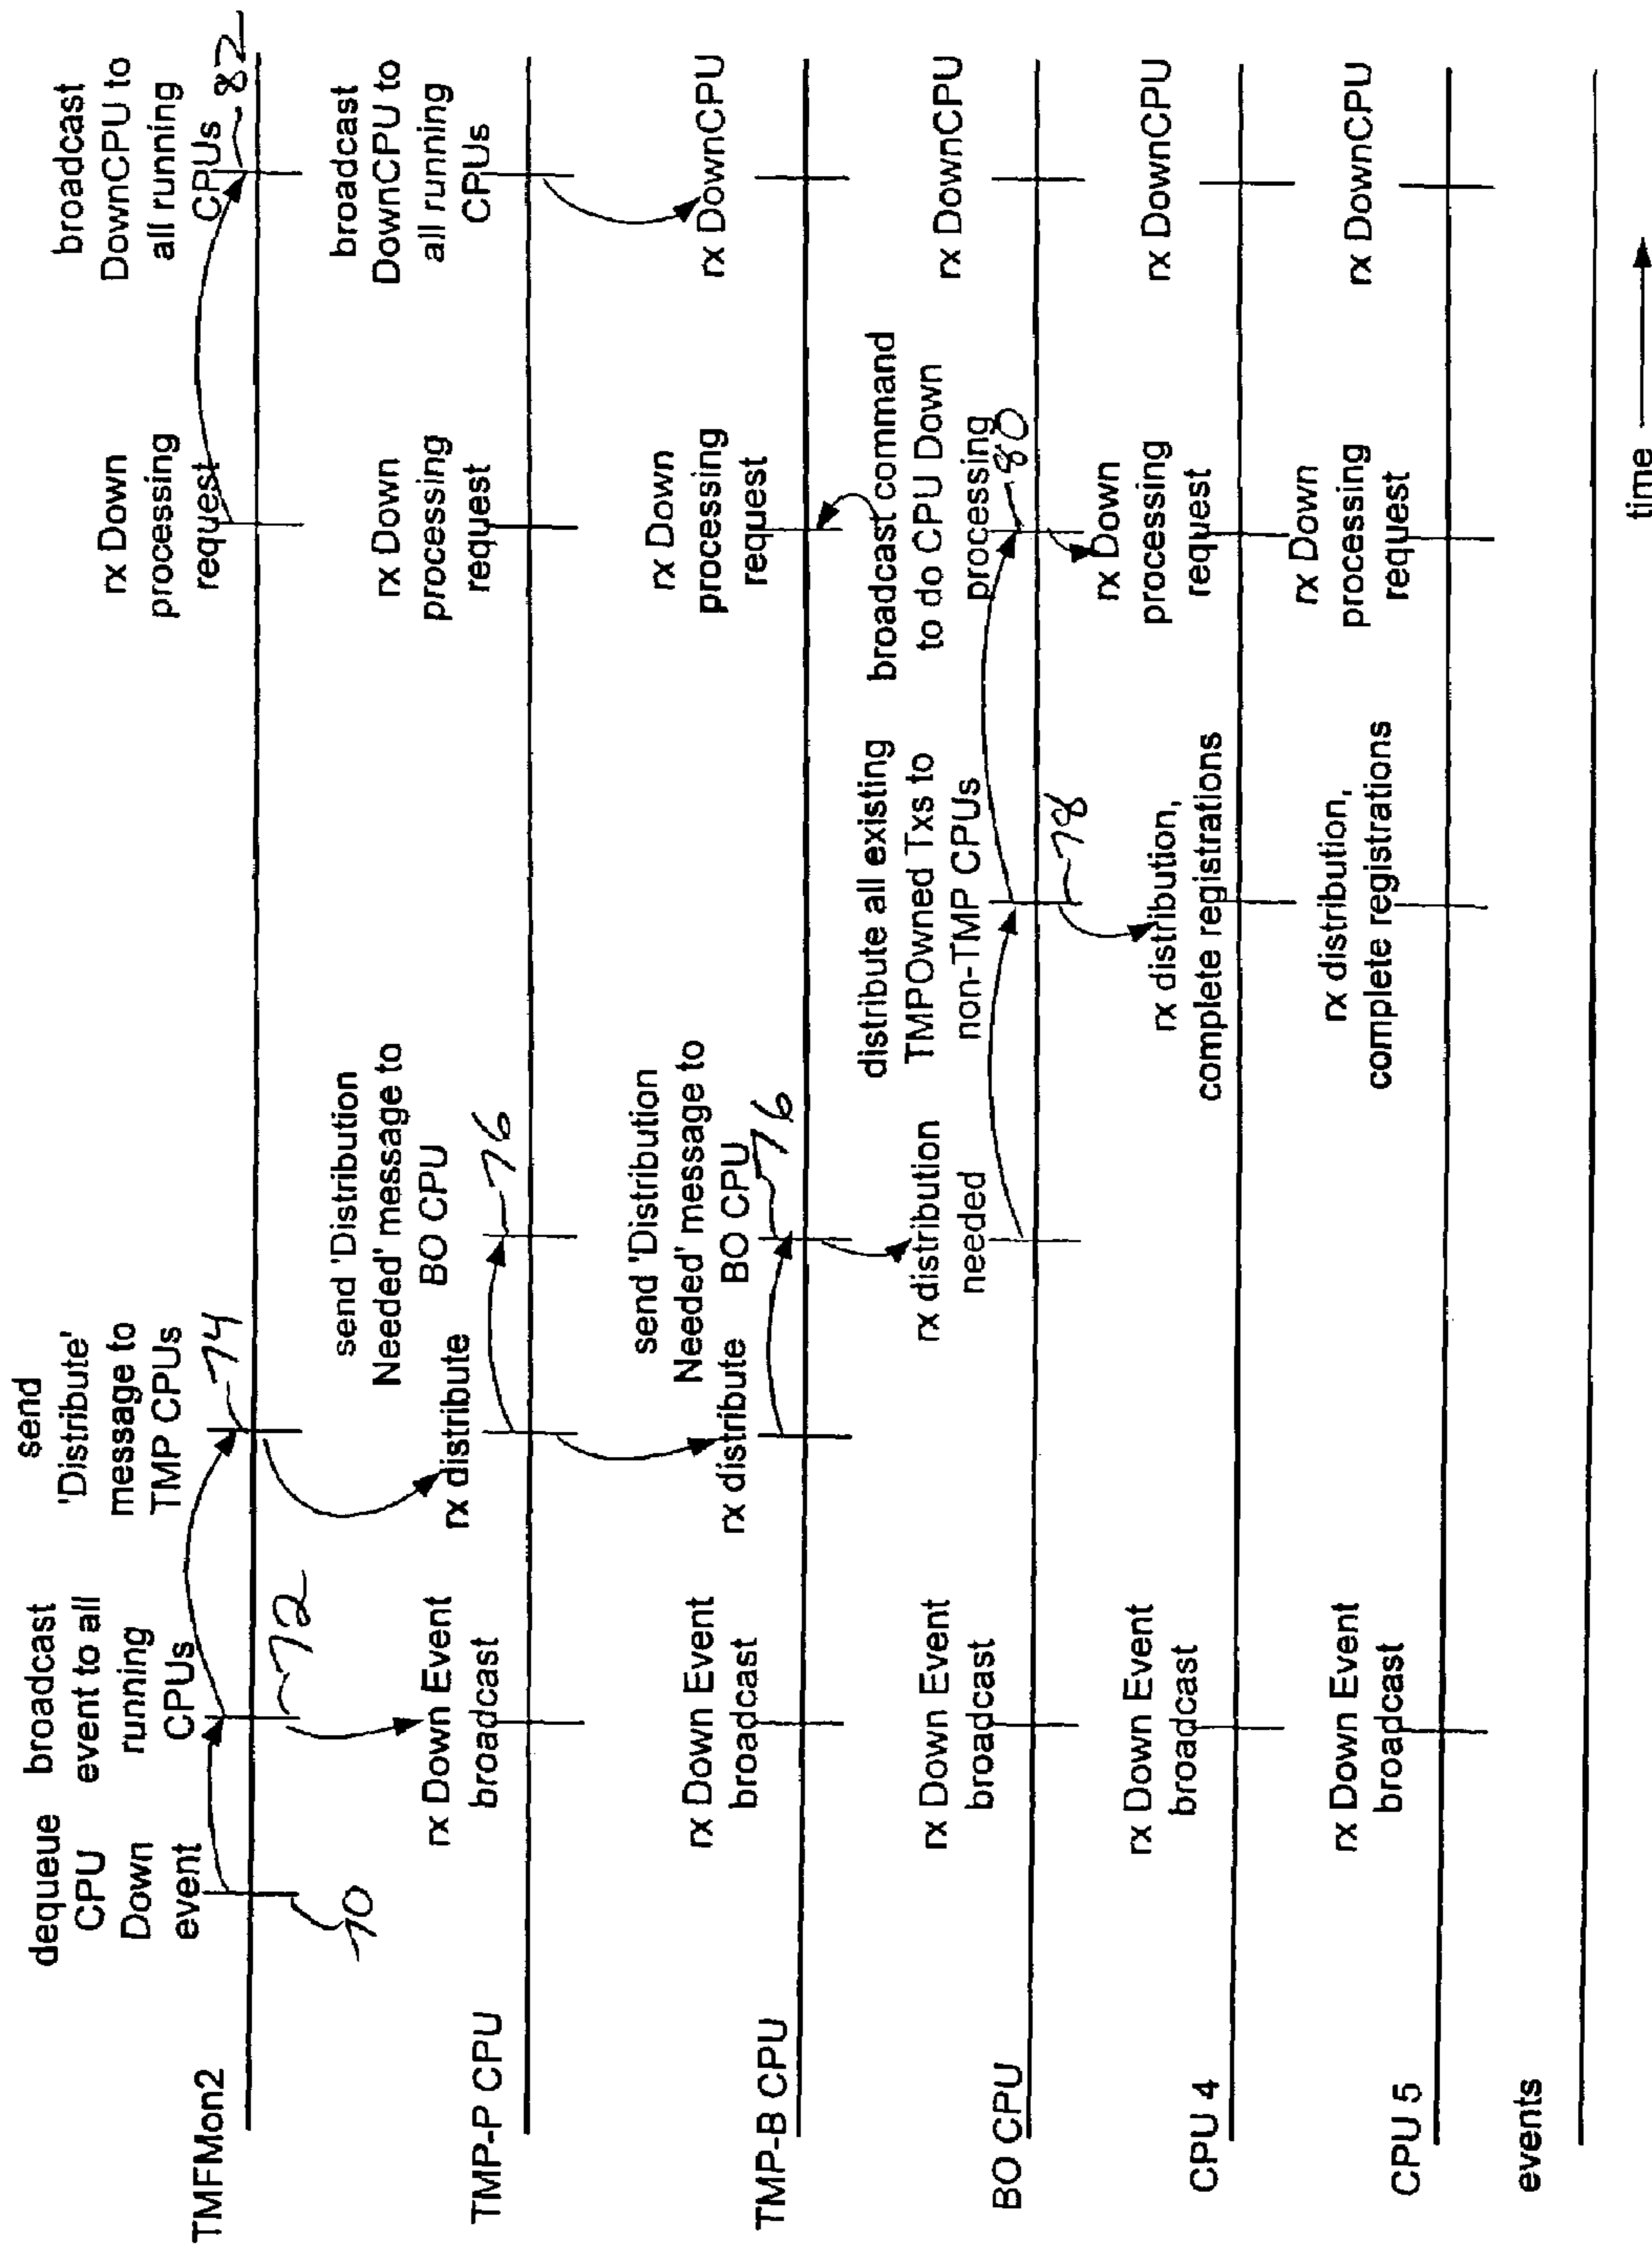 TMFMon2
dequeue
CPU
Down
event
70
broadcast
event to all
running
CPUs
72
send
'Distribute'
message to
TMP CPUs
74
rx Down
processing
request
broadcast
DownCPU to
all running
CPUs
82
TMP-P CPU
rx Down Event
broadcast
rx distribute
send 'Distribution
Needed' message to
BO CPU
76
rx Down
processing
request
broadcast
DownCPU to
all running
CPUs
TMP-B CPU
rx Down Event
broadcast
rx distribute
send 'Distribution
Needed' message to
BO CPU
76
rx Down
processing
request
rx DownCPU
BO CPU
rx Down Event
broadcast
rx distribution
needed
distribute all existing
TMPOwned Txs to
non-TMP CPUs
78
broadcast command
to do CPU Down
processing
80
rx DownCPU
CPU 4
rx Down Event
broadcast
rx distribution,
complete registrations
rx Down
processing
request
rx DownCPU
CPU 5
rx Down Event
broadcast
rx distribution,
complete registrations
rx Down
processing
request
rx DownCPU
events
time